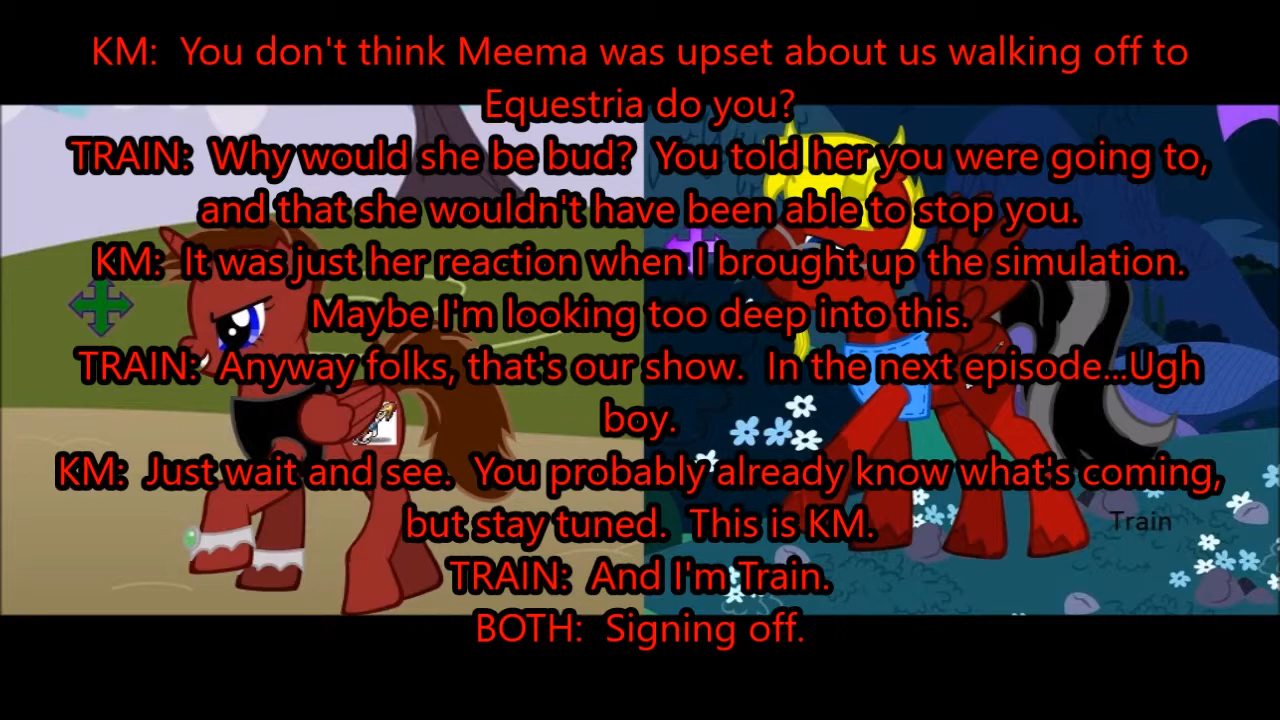 KM:  You don't think Meema was upset about us walking off to
Equestria do you?
TRAIN:  Why would she be bud?  You told her you were going to,
and that she wouldn't have been able to stop you.
KM:  It was just her reaction when I brought up the simulation.
Maybe I'm looking too deep into this.
TRAIN:  Anyway folks, that's our show.  In the next episode...Ugh
boy.
KM:  Just wait and see.  You probably already know what's coming,
but stay tuned.  This is KM.
Train
TRAIN:  And I'm Train.
BOTH:  Signing off.